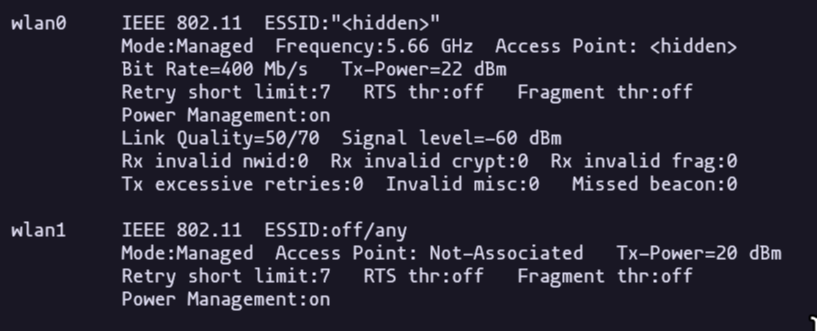 wlan0     IEEE 802.11  ESSID:"<hidden>"
          Mode:Managed  Frequency:5.66 GHz  Access Point: <hidden>
          Bit Rate=400 Mb/s   Tx-Power=22 dBm
          Retry short limit:7   RTS thr:off   Fragment thr:off
          Power Management:on
          Link Quality=50/70  Signal level=-60 dBm
          Rx invalid nwid:0  Rx invalid crypt:0  Rx invalid frag:0
          Tx excessive retries:0  Invalid misc:0   Missed beacon:0

wlan1     IEEE 802.11  ESSID:off/any
          Mode:Managed  Access Point: Not-Associated   Tx-Power=20 dBm
          Retry short limit:7   RTS thr:off   Fragment thr:off
          Power Management:on